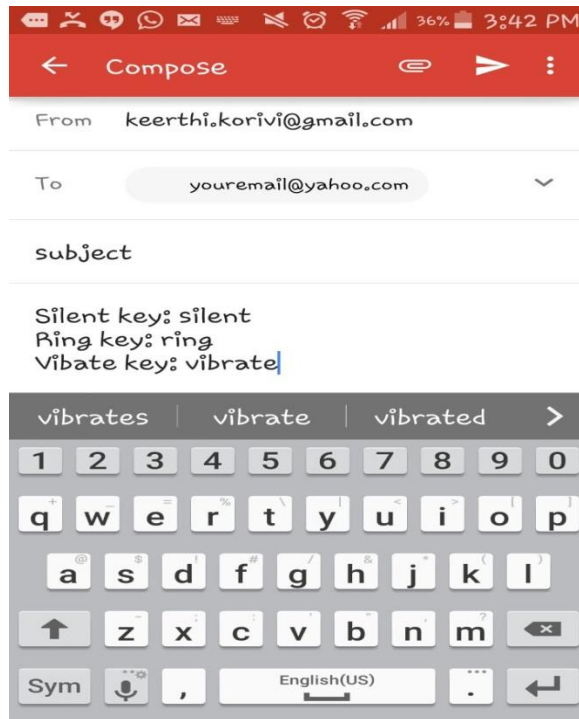 36% 3:42 PM
Compose
From keerthi.korivi@gmail.com
To youremail@yahoo.com
subject
Silent key: silent
Ring key: ring
Vibate key: vibrate
vibrates vibrate vibrated >
1 2 3 4 5 6 7 8 9 0
q w e r t y u i o p
a s d f g h j k l
z x c v b n m
Sym , English(US) .